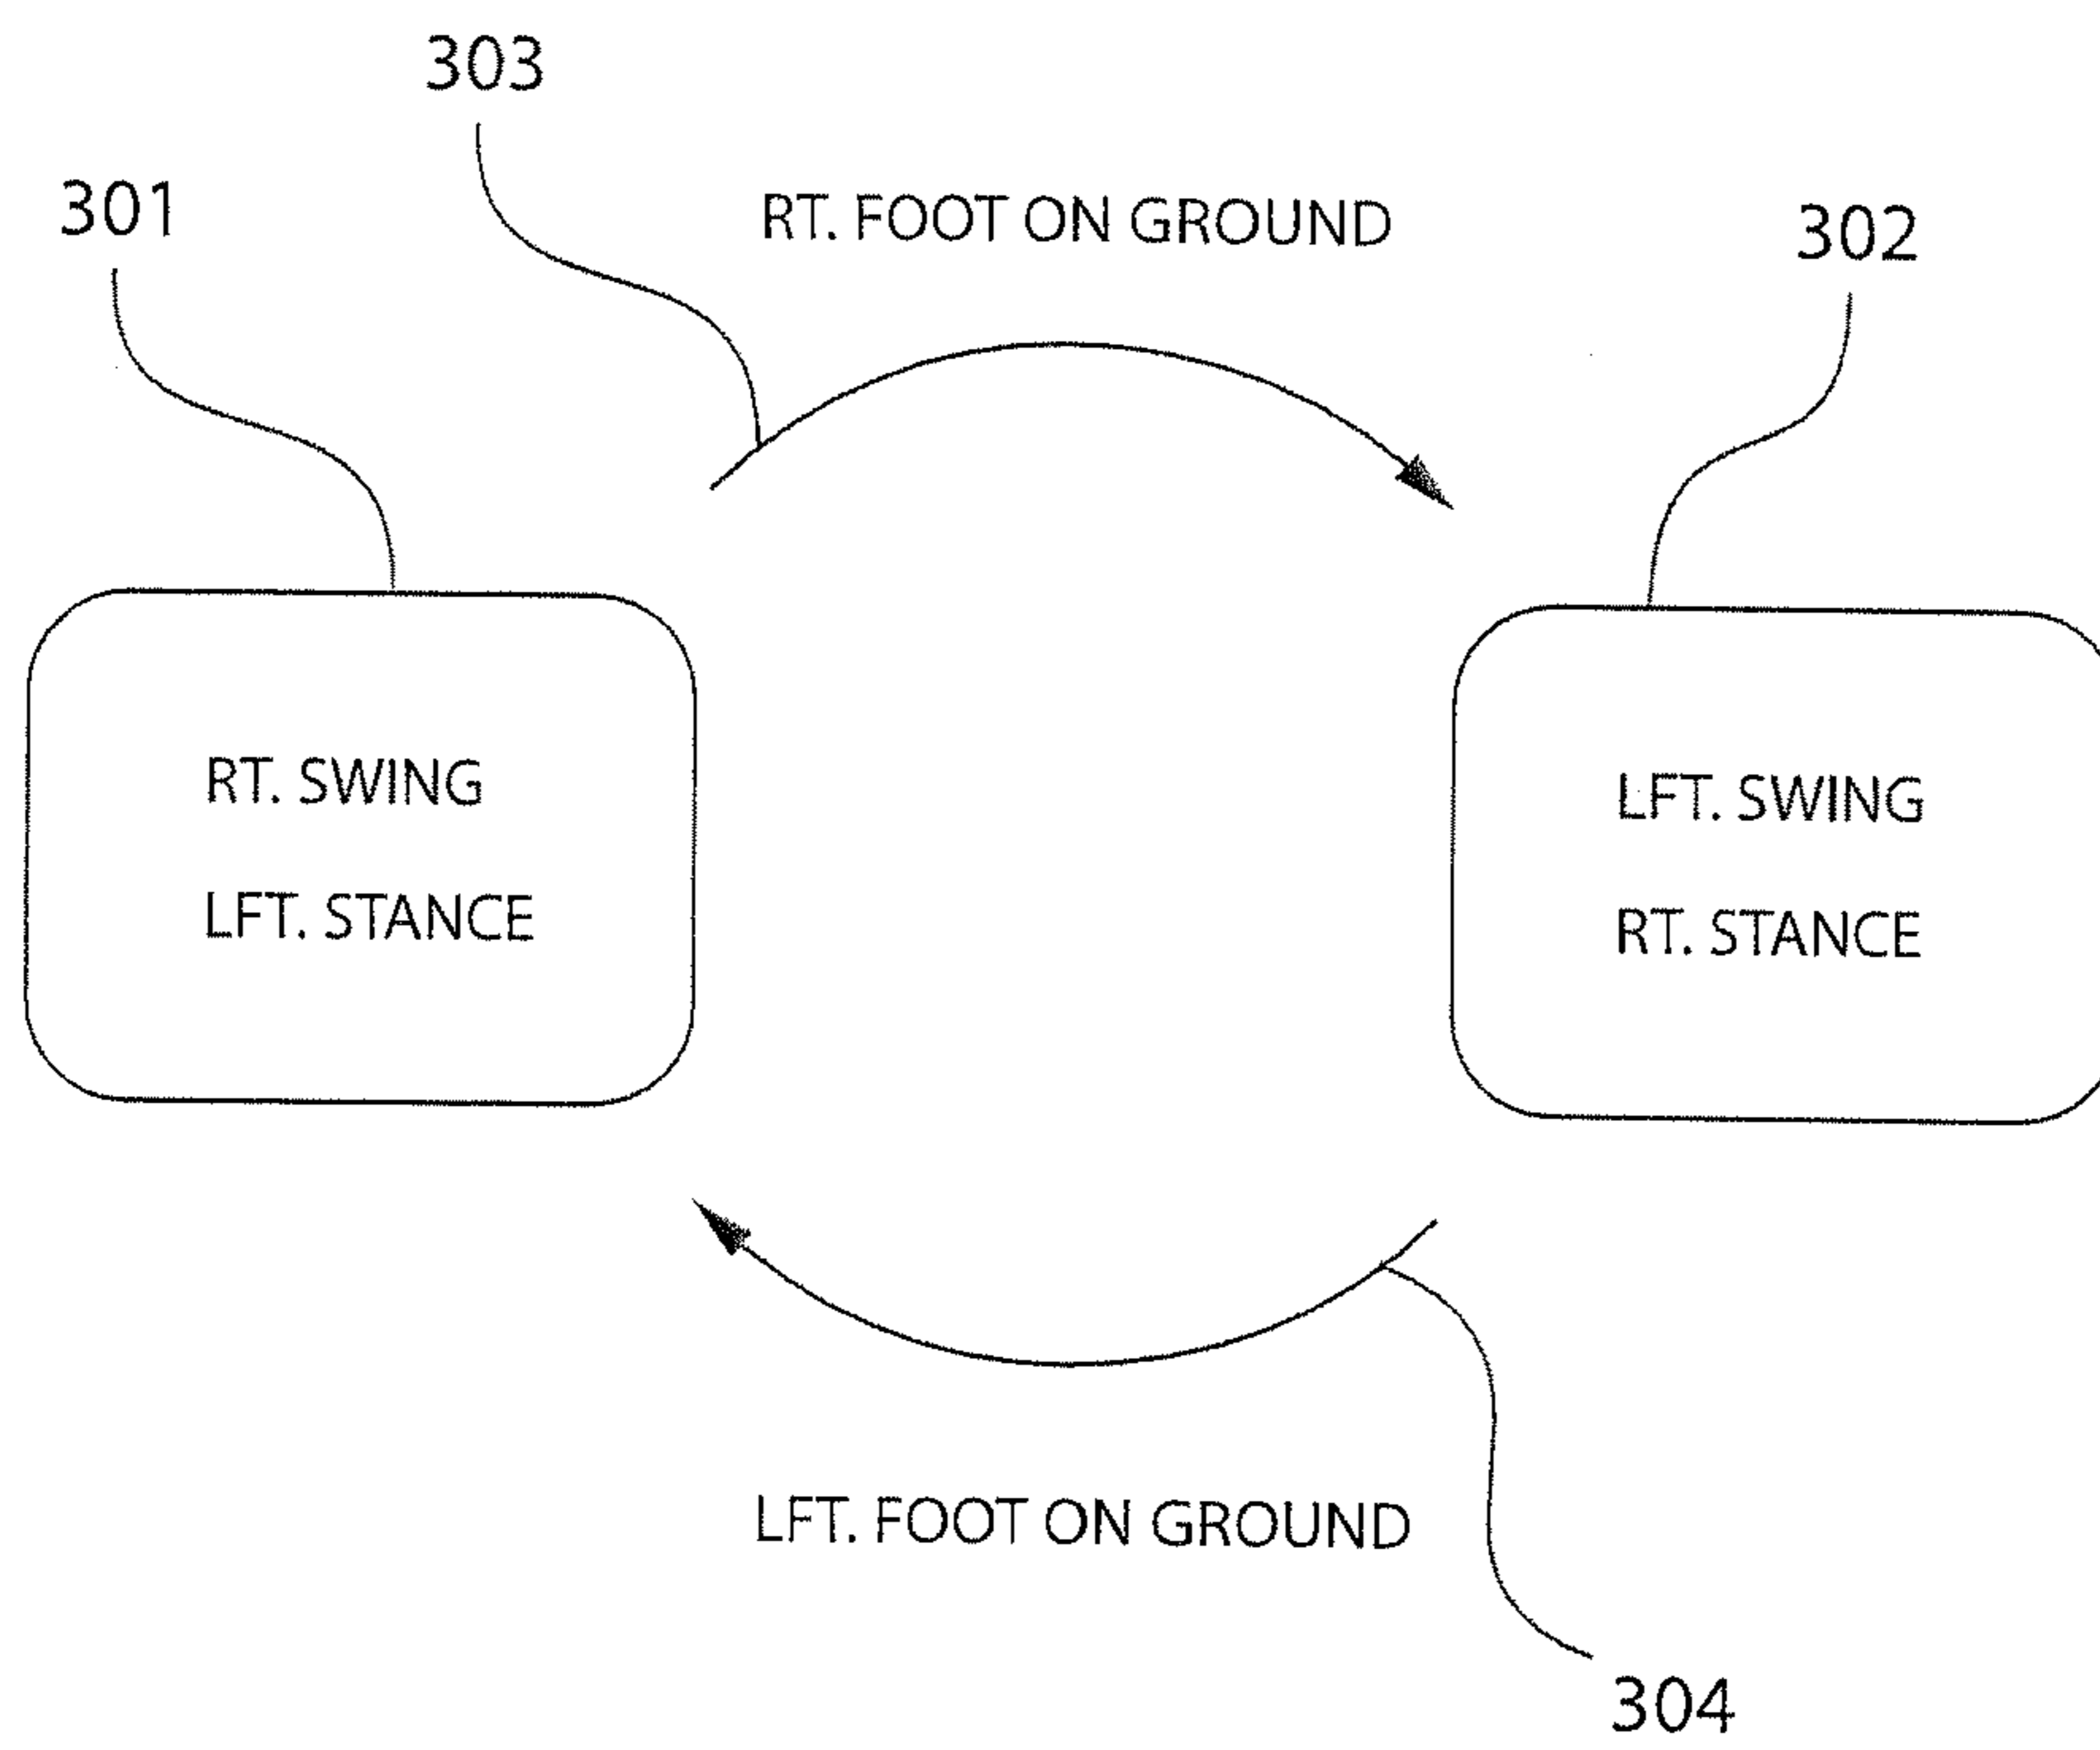 303
301
RT. FOOT ON GROUND
302
RT. SWING
LFT. STANCE
LFT. SWING
RT. STANCE
LFT. FOOT ON GROUND
304